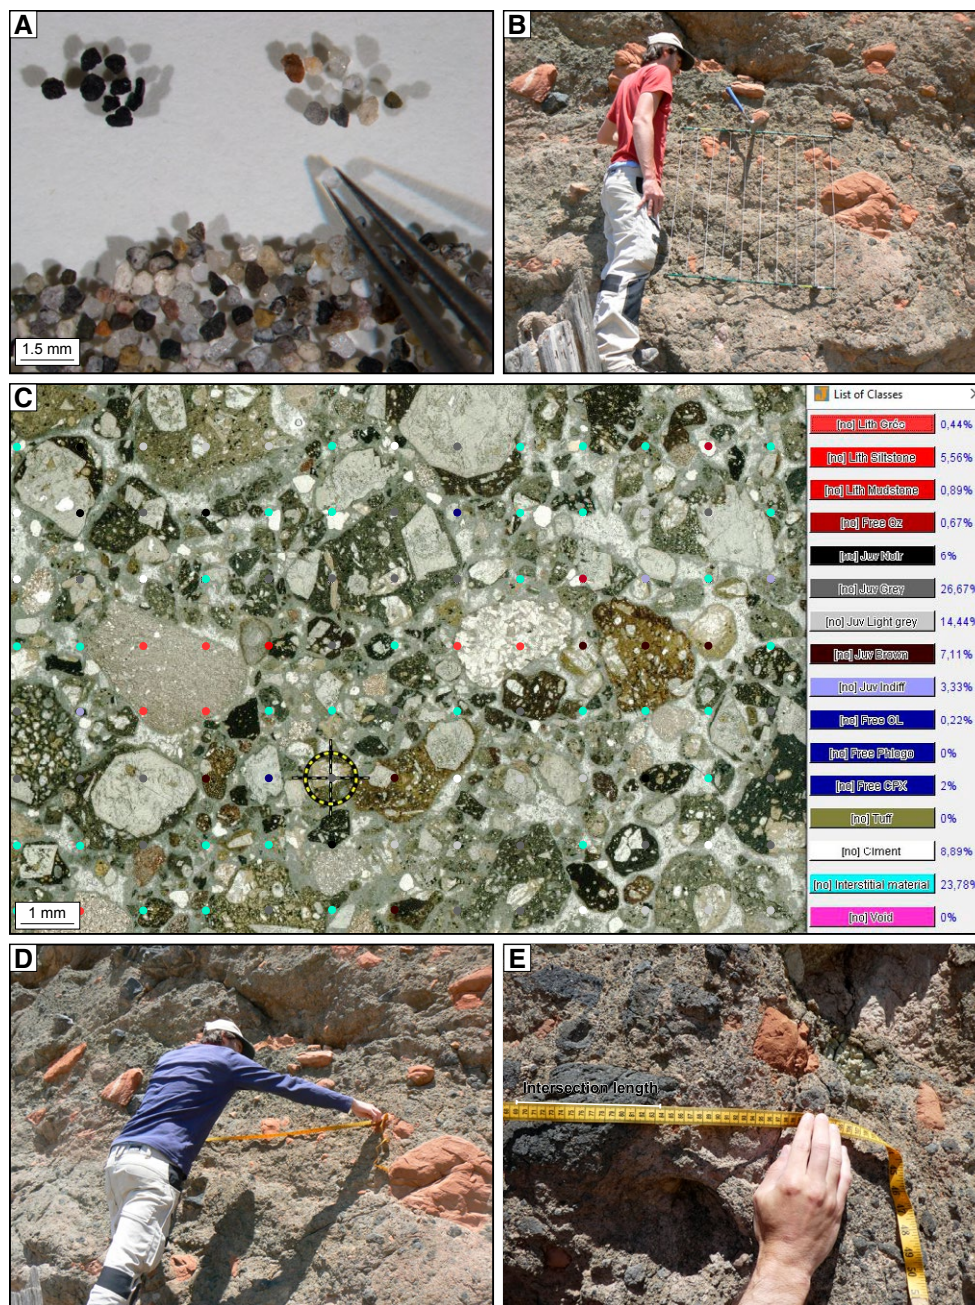 A
1.5 mm
B
C
1 mm
List of Classes
[no] Lith Grés 0,44%
[no] Lith Siltstone 5,56%
[no] Lith Mudstone 0,89%
[no] Free Qz 0,67%
[no] Juv Noir 6%
[no] Juv Grey 26,67%
[no] Juv Light grey 14,44%
[no] Juv Brown 7,11%
[no] Juv Indiff 3,33%
[no] Free OL 0,22%
[no] Free Phlogo 0%
[no] Free CPX 2%
[no] Tuff 0%
[no] Ciment 8,89%
[no] Interstitial material 23,78%
[no] Void 0%
D
E
Intersection length